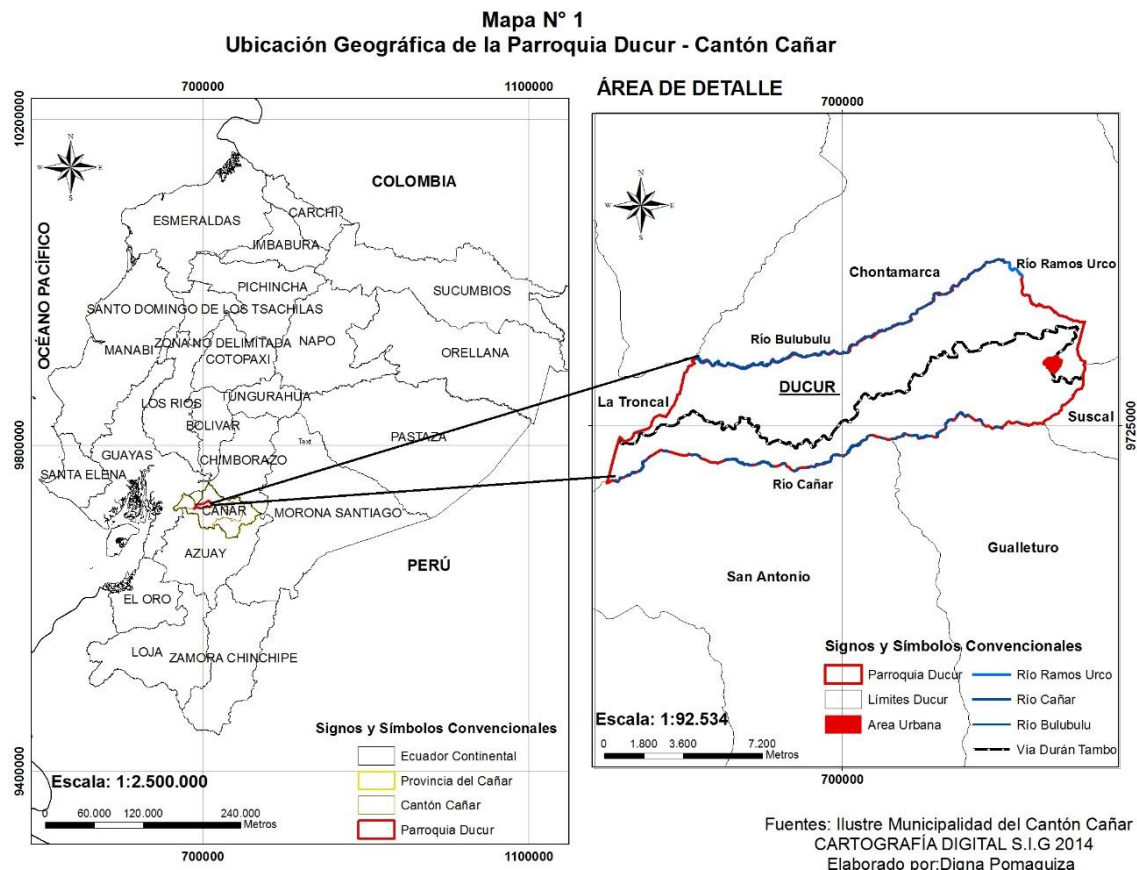 Mapa N° 1
Ubicación Geográfica de la Parroquia Ducur - Cantón Cañar
700000
1100000
10200000
N
W
E
S
COLOMBIA
OCÉANO PACÍFICO
ESMERALDAS
CARCHI
IMBABURA
PICHINCHA
SUCUMBIOS
SANTO DOMINGO DE LOS TSACHILAS
ZONA NO DELIMITADA
NAPO
MANABI
COTOPAXI
ORELLANA
TUNGURAHUA
LOS RIOS
BOLIVAR
Text
PASTAZA
9800000
GUAYAS
CHIMBORAZO
SANTA ELENA
CAÑAR
MORONA SANTIAGO
AZUAY
PERÚ
EL ORO
LOJA
ZAMORA CHINCHIPE
Signos y Símbolos Convencionales
Ecuador Continental
Provincia del Cañar
Cantón Cañar
Parroquia Ducur
9400000
Escala: 1:2.500.000
0 60.000 120.000 240.000
Metros
700000
1100000
ÁREA DE DETALLE
700000
N
W
E
S
Chontamarca
Río Ramos Urco
Río Bulubulu
DUCUR
La Troncal
Suscal
9725000
Río Cañar
Gualleturo
San Antonio
Signos y Símbolos Convencionales
Parroquia Ducur
Río Ramos Urco
Limites Ducur
Río Cañar
Area Urbana
Río Bulubulu
Vía Durán Tambo
Escala: 1:92.534
0 1.800 3.600 7.200
Metros
700000
Fuentes: Ilustre Municipalidad del Cantón Cañar
CARTOGRAFÍA DIGITAL S.I.G 2014
Elaborado por:Digna Pomaguiza